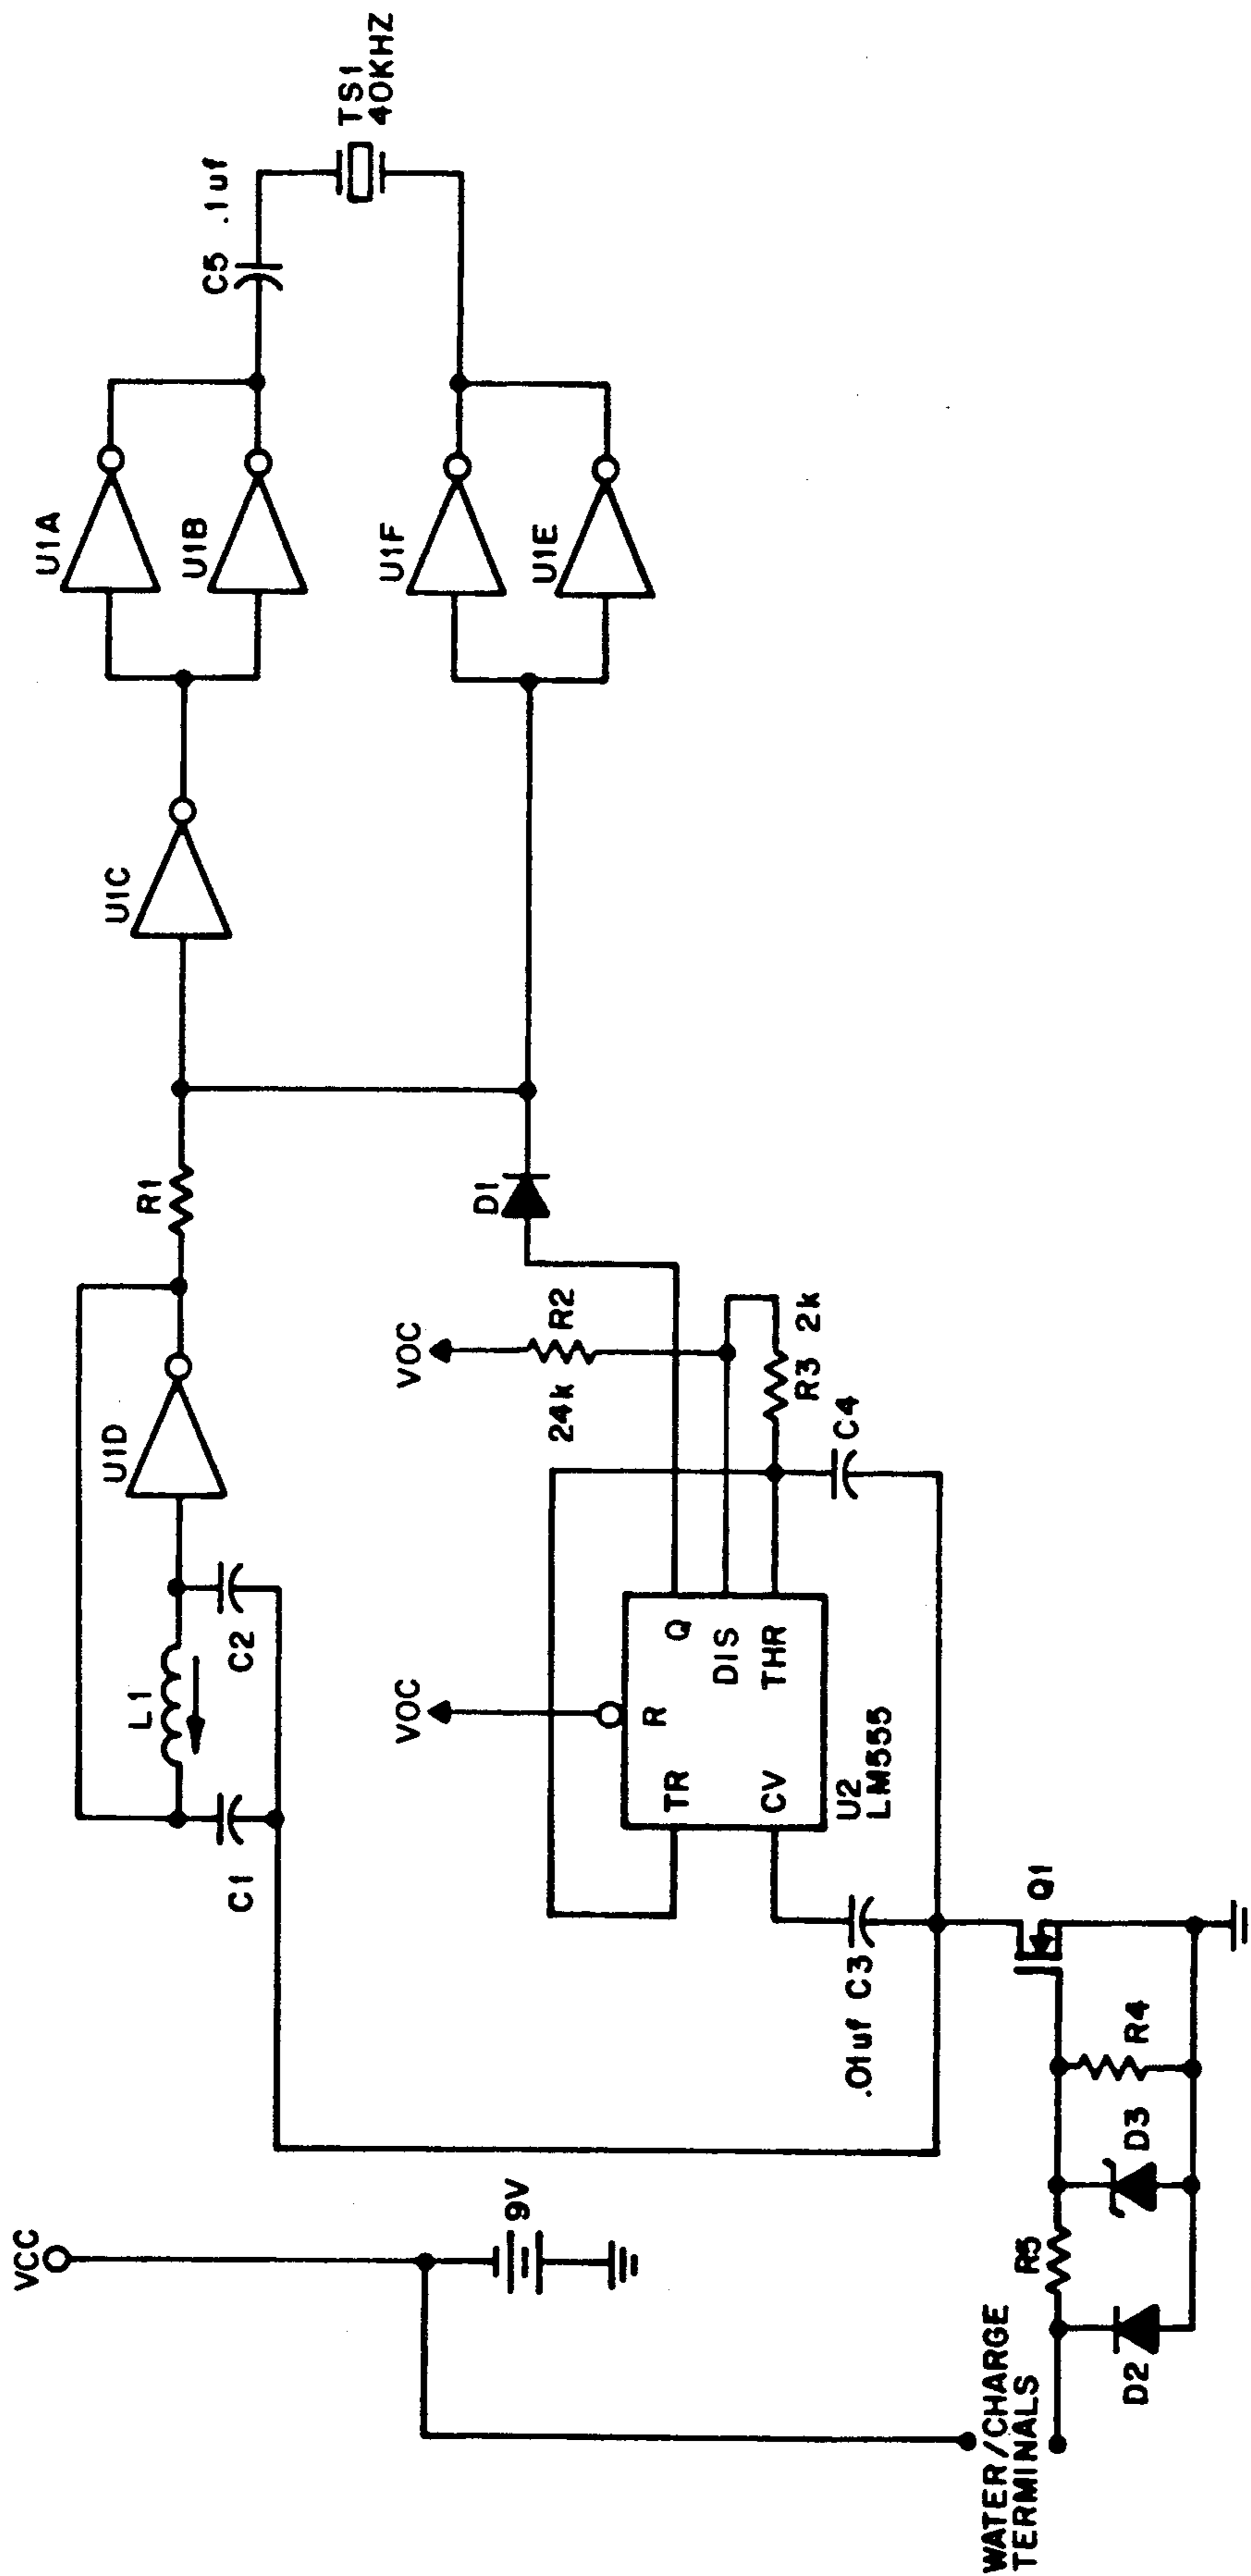 VCC
9V
WATER/CHARGE
TERMINALS
D2
R5
D3
R4
Q1
C1
L1
C2
U1D
R1
U1C
U1A
U1B
U1F
U1E
C5 .1uf
TS1
40KHZ
VOC
VOC
24k
R2
D1
TR
R
Q
DIS
THR
CV
U2
LM555
R3 2k
C4
.01uf C3